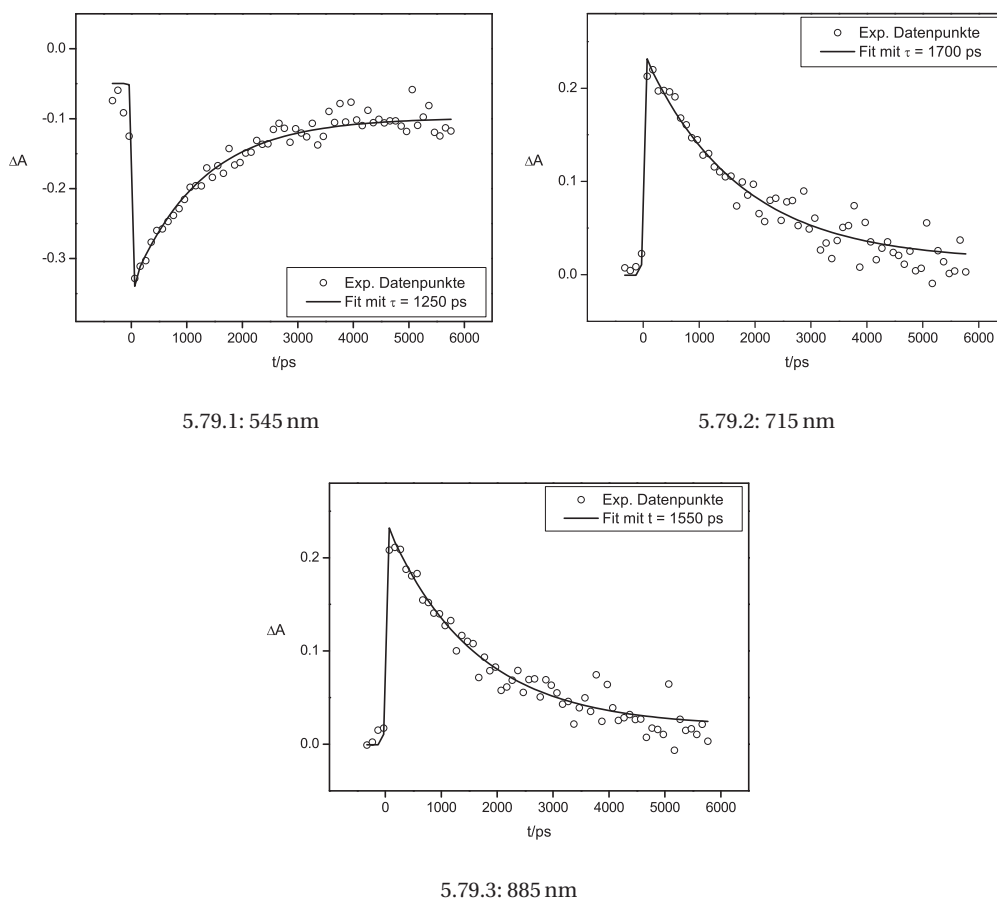 0.0
-0.1
ΔA
-0.2
-0.3
Exp. Datenpunkte
Fit mit τ = 1250 ps
0 1000 2000 3000 4000 5000 6000
t/ps
5.79.1: 545 nm
Exp. Datenpunkte
Fit mit τ = 1700 ps
0.2
ΔA
0.1
0.0
0 1000 2000 3000 4000 5000 6000
t/ps
5.79.2: 715 nm
Exp. Datenpunkte
Fit mit t = 1550 ps
0.2
ΔA
0.1
0.0
0 1000 2000 3000 4000 5000 6000
t/ps
5.79.3: 885 nm